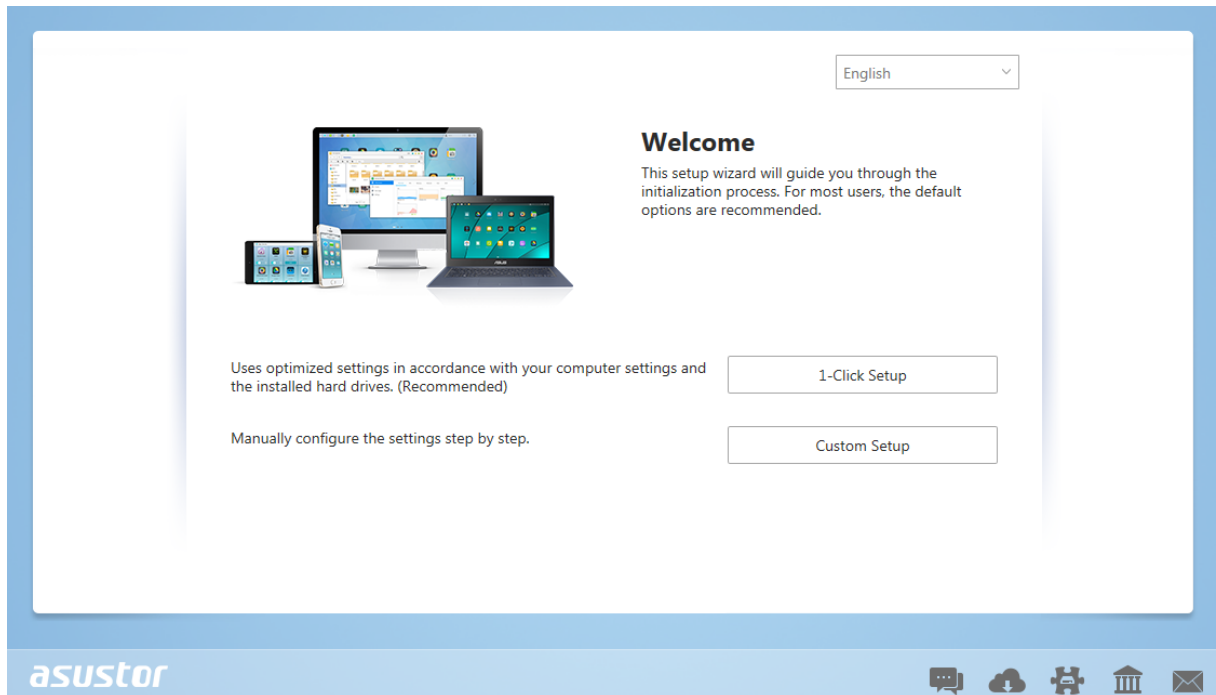 English
Welcome
This setup wizard will guide you through the
initialization process. For most users, the default
options are recommended.
Uses optimized settings in accordance with your computer settings and
the installed hard drives. (Recommended)
1-Click Setup
Manually configure the settings step by step.
Custom Setup
asustor